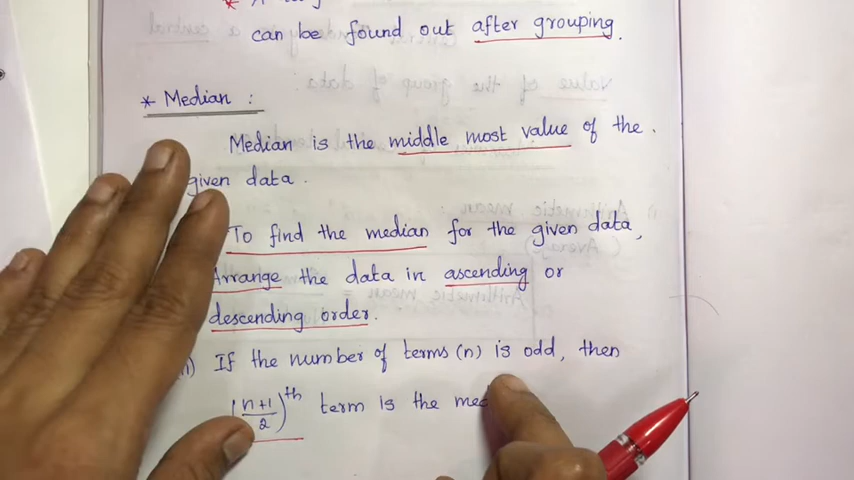 can be found out after grouping.
* Median :
Median is the middle most value of the
given data.
To find the median for the given data,
Arrange the data in ascending or
descending order.
If the number of terms (n) is odd, then
(n+1/2)th term is the